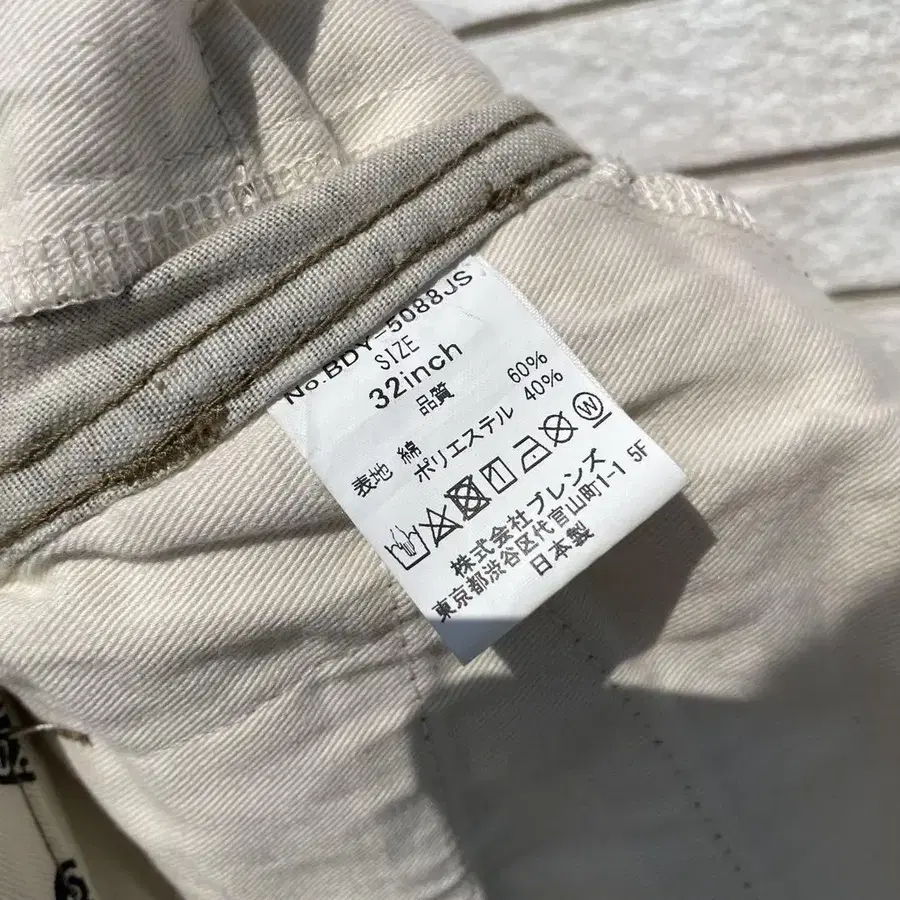 No.BDY-5088JS
SIZE
32inch
品質
表地 綿 60%
ポリエステル 40%
W
株式会社ブレンズ
東京都渋谷区代官山町1-1 5F
日本製